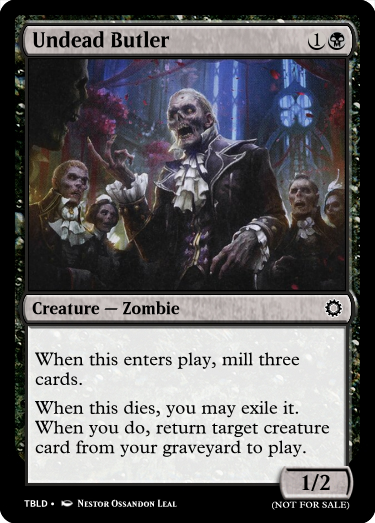 Undead Butler 1
Creature — Zombie
When this enters play, mill three
cards.
When this dies, you may exile it.
When you do, return target creature
card from your graveyard to play.
1/2
TBLD • Nestor Ossandon Leal
(NOT FOR SALE)